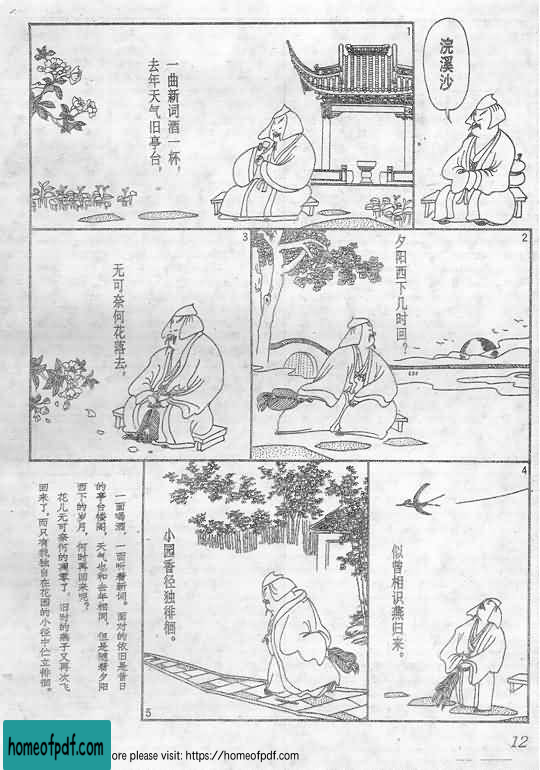 浣溪沙
1
一曲新词酒一杯，
去年天气旧亭台，
2
夕阳西下几时回？
3
无可奈何花落去，
4
似曾相识燕归来。
5
小园香径独徘徊。
一面喝酒，一面听着新词。面对的依旧是昔日
的亭台楼阁，天气也和去年相同，但是随着夕阳
西下的岁月，何时再回来呢？
花儿无可奈何的凋零了，旧时的燕子又再次飞
回来了，而只有我独自在花园的小径中伫立徘徊。
12
homeofpdf.com
ore please visit: https://homeofpdf.com